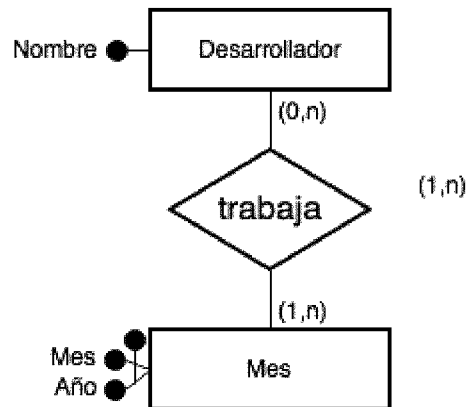 Nombre
Desarrollador
(0,n)
trabaja
(1,n)
(1,n)
Mes
Año
Mes